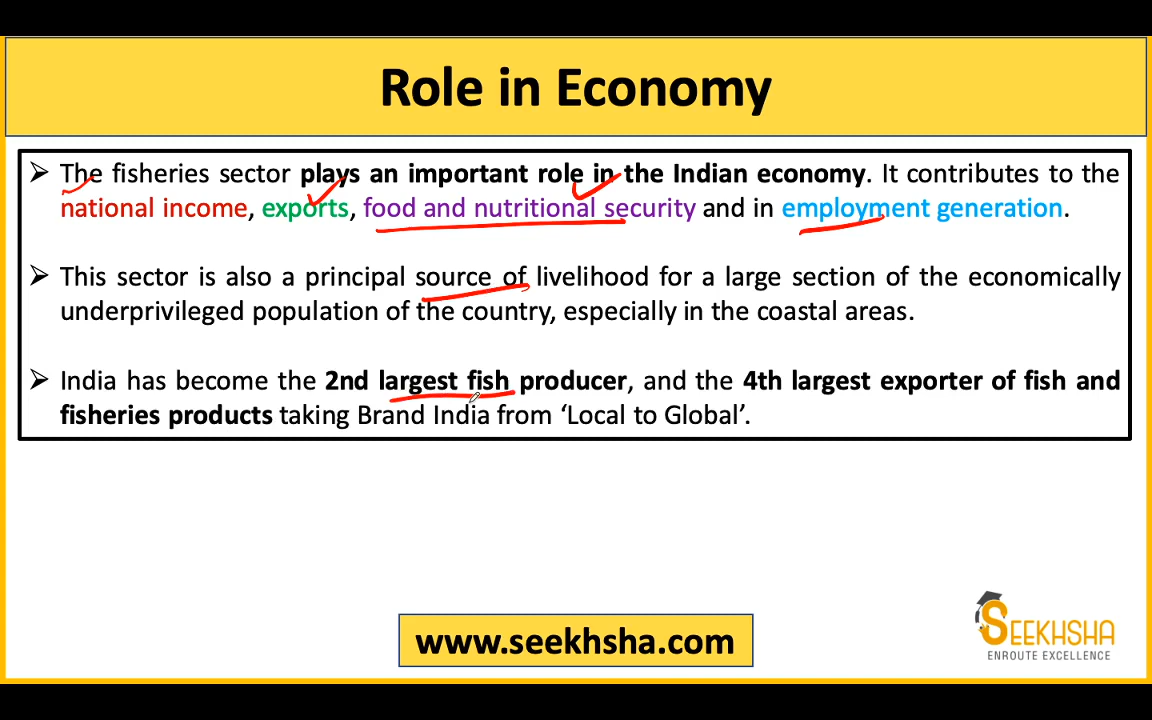 Role in Economy
➢ The fisheries sector plays an important role in the Indian economy. It contributes to the
national income, exports, food and nutritional security and in employment generation.
➢ This sector is also a principal source of livelihood for a large section of the economically
underprivileged population of the country, especially in the coastal areas.
➢ India has become the 2nd largest fish producer, and the 4th largest exporter of fish and
fisheries products taking Brand India from ‘Local to Global’.
www.seekhsha.com
SEEKHSHA
ENROUTE EXCELLENCE